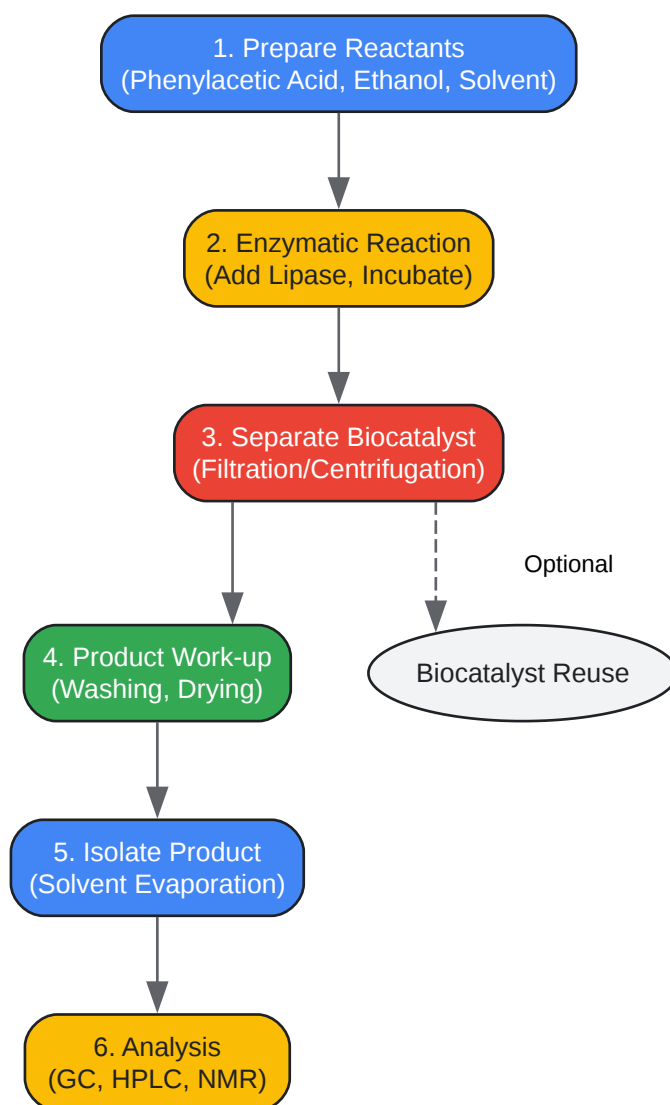 1. Prepare Reactants
(Phenylacetic Acid, Ethanol, Solvent)
2. Enzymatic Reaction
(Add Lipase, Incubate)
3. Separate Biocatalyst
(Filtration/Centrifugation)
Optional
4. Product Work-up
(Washing, Drying)
Biocatalyst Reuse
5. Isolate Product
(Solvent Evaporation)
6. Analysis
(GC, HPLC, NMR)